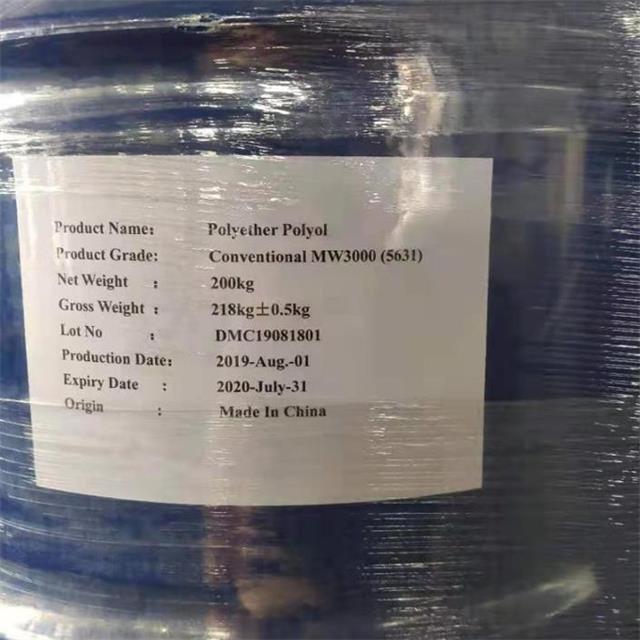 Product Name: Polyether Polyol
Product Grade: Conventional MW3000 (5631)
Net Weight : 200kg
Gross Weight : 218kg±0.5kg
Lot No : DMC19081801
Production Date: 2019-Aug.-01
Expiry Date : 2020-July-31
Origin : Made In China